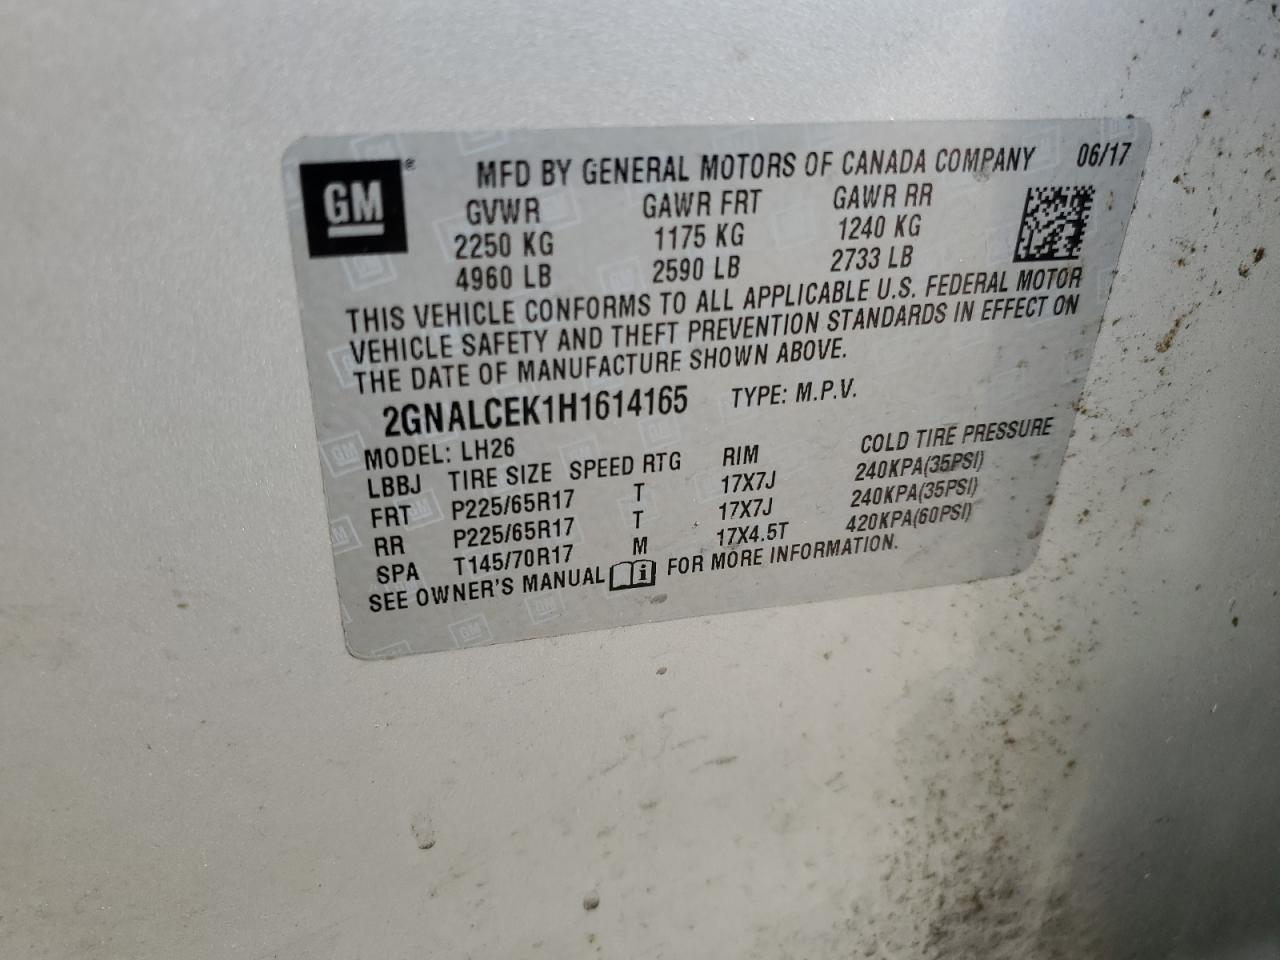 GM®
MFD BY GENERAL MOTORS OF CANADA COMPANY 06/17
GVWR GAWR FRT GAWR RR
2250 KG 1175 KG 1240 KG
4960 LB 2590 LB 2733 LB
THIS VEHICLE CONFORMS TO ALL APPLICABLE U.S. FEDERAL MOTOR
VEHICLE SAFETY AND THEFT PREVENTION STANDARDS IN EFFECT ON
THE DATE OF MANUFACTURE SHOWN ABOVE.
2GNALCEK1H1614165 TYPE: M.P.V.
MODEL: LH26
LBBJ TIRE SIZE SPEED RTG RIM COLD TIRE PRESSURE
FRT P225/65R17 T 17X7J 240KPA(35PSI)
RR P225/65R17 T 17X7J 240KPA(35PSI)
SPA T145/70R17 M 17X4.5T 420KPA(60PSI)
SEE OWNER'S MANUAL FOR MORE INFORMATION.